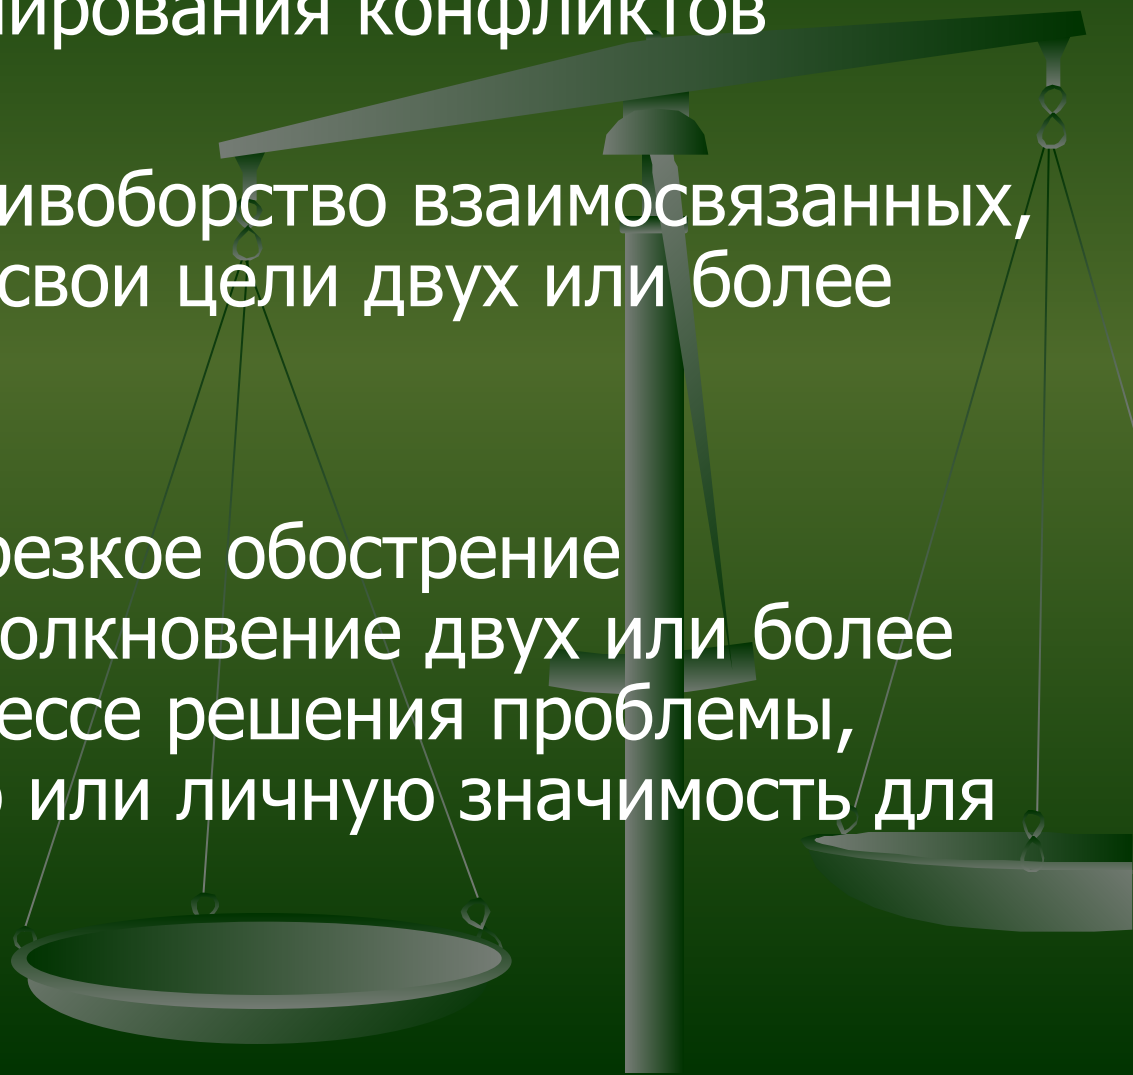 ирования конфликтов
ивоборство взаимосвязанных,
свои цели двух или более
резкое обострение
олкновение двух или более
ессе решения проблемы,
или личную значимость для